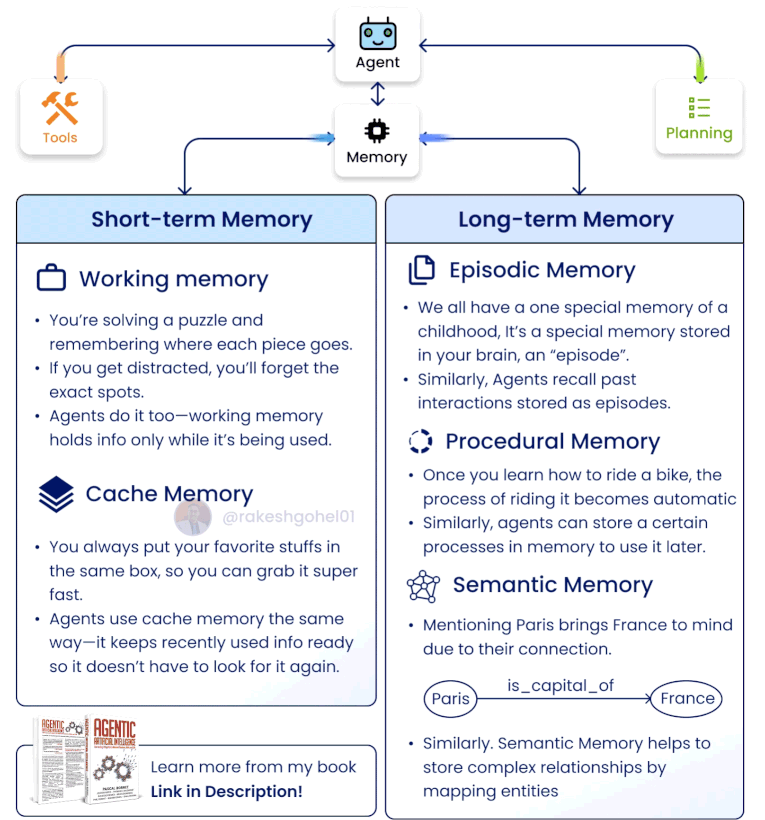 Agent
Tools
Planning
Memory
Short-term Memory
Working memory
• You're solving a puzzle and
remembering where each piece goes.
• If you get distracted, you'll forget the
exact spots.
• Agents do it too—working memory
holds info only while it's being used.
Cache Memory
@rakeshgohel01
• You always put your favorite stuffs in
the same box, so you can grab it super
fast.
• Agents use cache memory the same
way—it keeps recently used info ready
so it doesn't have to look for it again.
AGENTIC
ARTIFICIAL INTELLIGENCE
PASCAL BORNET
Learn more from my book
Link in Description!
Long-term Memory
Episodic Memory
• We all have a one special memory of a
childhood, It's a special memory stored
in your brain, an “episode”.
• Similarly, Agents recall past
interactions stored as episodes.
Procedural Memory
• Once you learn how to ride a bike, the
process of riding it becomes automatic
• Similarly, agents can store a certain
processes in memory to use it later.
Semantic Memory
• Mentioning Paris brings France to mind
due to their connection.
Paris
is_capital_of
France
• Similarly. Semantic Memory helps to
store complex relationships by
mapping entities